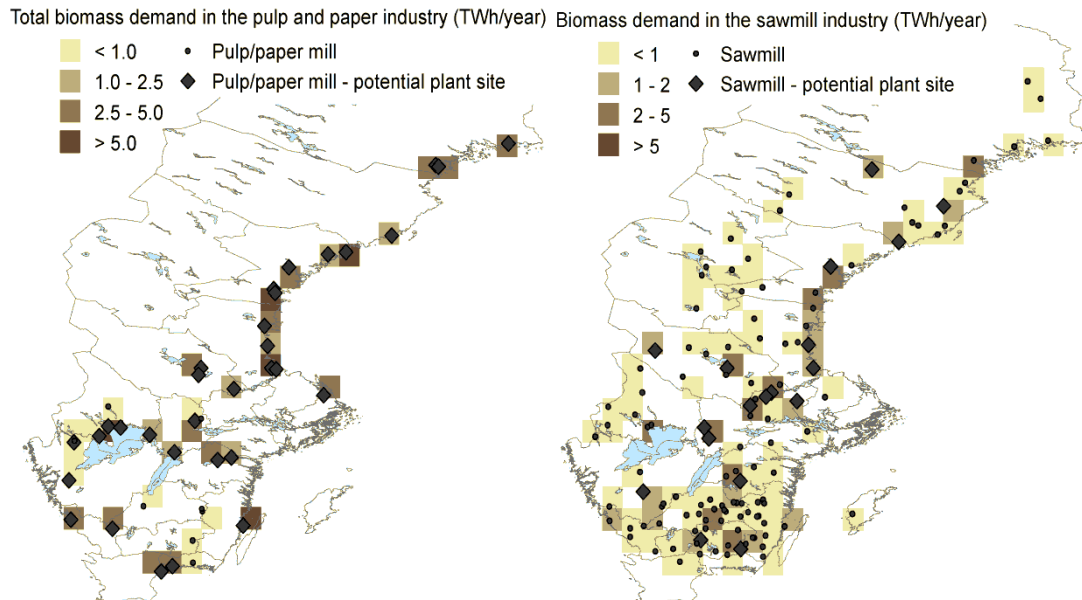 Total biomass demand in the pulp and paper industry (TWh/year)
< 1.0
Pulp/paper mill
1.0 - 2.5
Pulp/paper mill - potential plant site
2.5 - 5.0
> 5.0
Biomass demand in the sawmill industry (TWh/year)
< 1
Sawmill
1 - 2
Sawmill - potential plant site
2 - 5
> 5